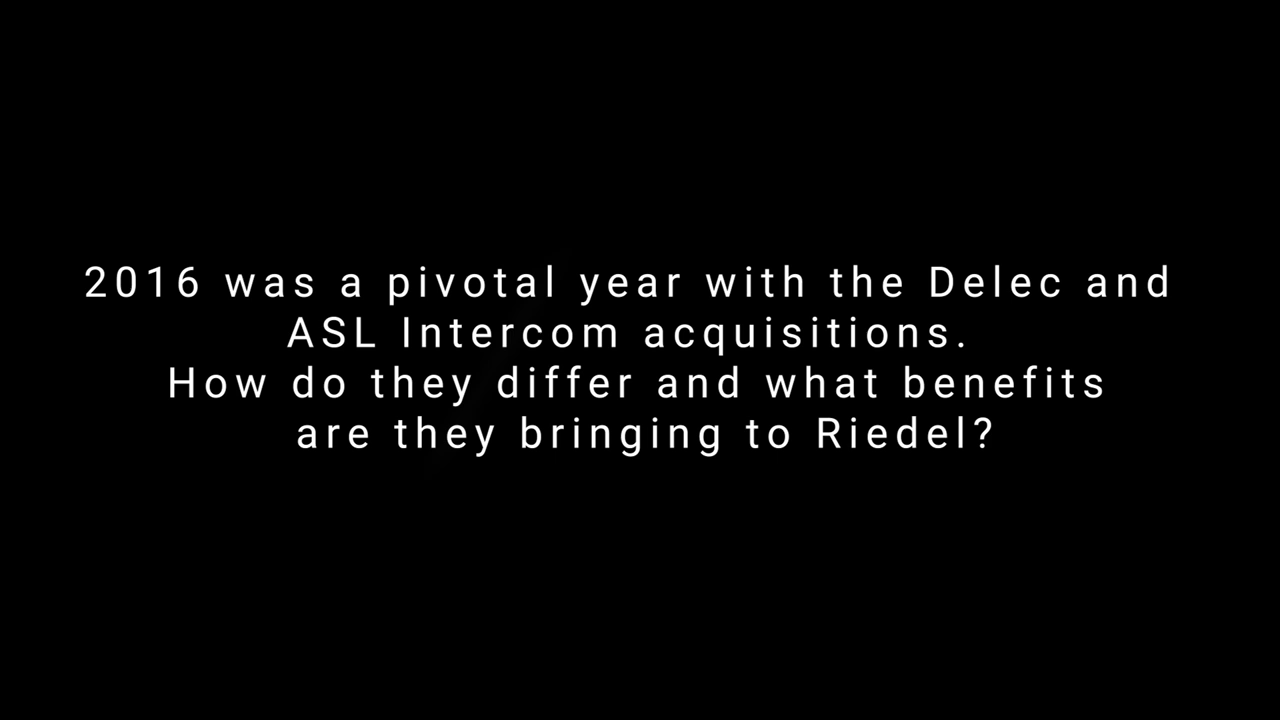 2016 was a pivotal year with the Delec and
ASL Intercom acquisitions.
How do they differ and what benefits
are they bringing to Riedel?